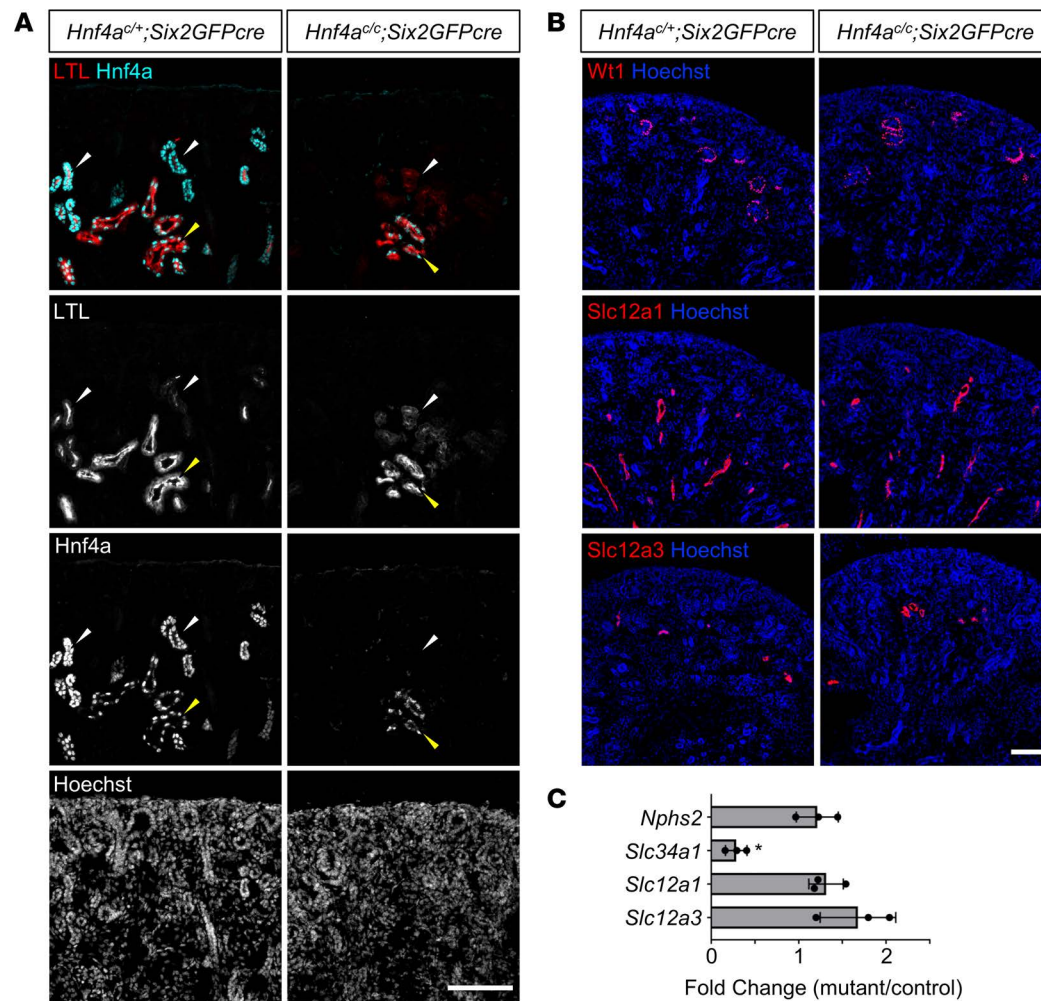 A
Hnf4a^c/+;Six2GFPcre
Hnf4a^c/c;Six2GFPcre
LTL Hnf4a
LTL
Hnf4a
Hoechst
B
Hnf4a^c/+;Six2GFPcre
Hnf4a^c/c;Six2GFPcre
Wt1 Hoechst
Slc12a1 Hoechst
Slc12a3 Hoechst
C
Nphs2
Slc34a1
*
Slc12a1
Slc12a3
0 1 2
Fold Change (mutant/control)